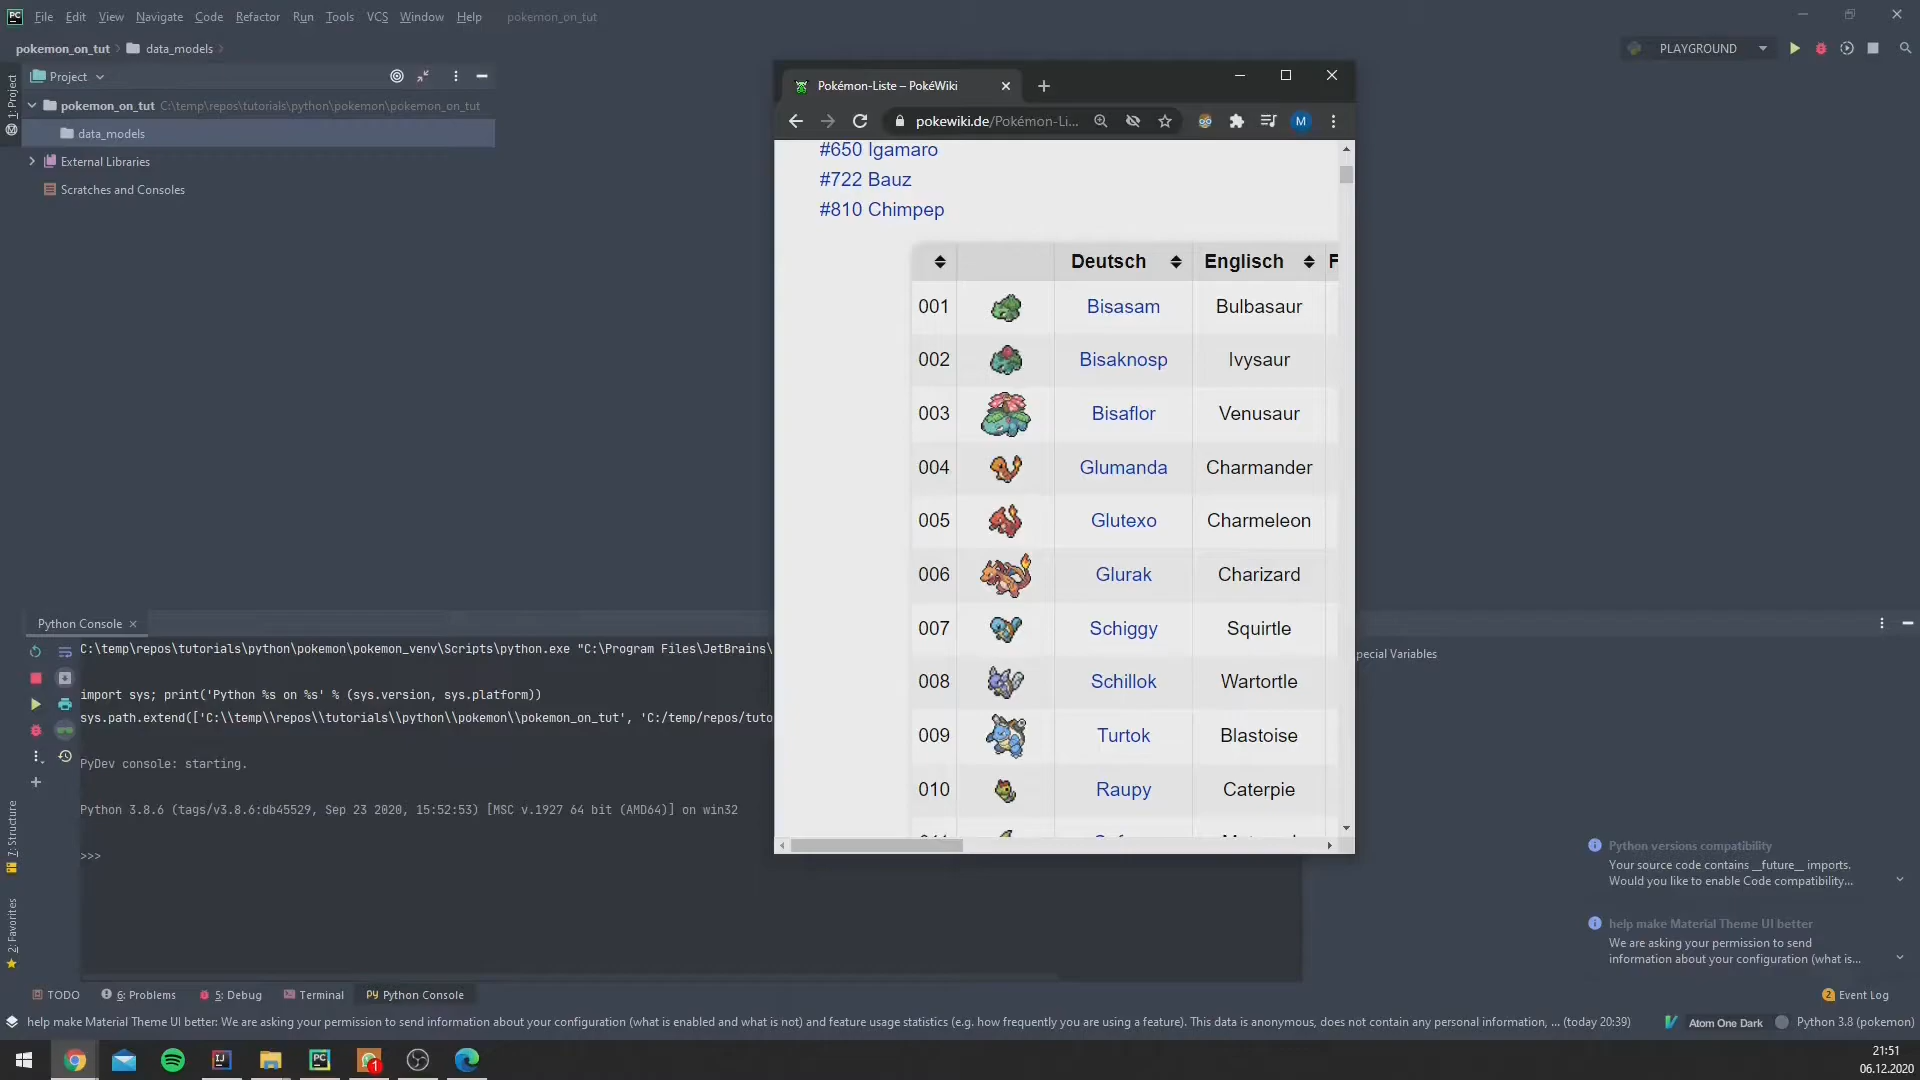 PC File Edit View Navigate Code Refactor Run Tools VCS Window Help pokemon_on_tut
pokemon_on_tut data_models PLAYGROUND
1: Project
Project
pokemon_on_tut C:\temp\repos\tutorials\python\pokemon\pokemon_on_tut
data_models
External Libraries
Scratches and Consoles
Pokémon-Liste – PokéWiki
pokewiki.de/Pokémon-Li... M
#650 Igamaro
#722 Bauz
#810 Chimpep
Deutsch Englisch F
001 Bisasam Bulbasaur
002 Bisaknosp Ivysaur
003 Bisaflor Venusaur
004 Glumanda Charmander
005 Glutexo Charmeleon
006 Glurak Charizard
007 Schiggy Squirtle
008 Schillok Wartortle
009 Turtok Blastoise
010 Raupy Caterpie
Python Console
C:\temp\repos\tutorials\python\pokemon\pokemon_venv\Scripts\python.exe "C:\Program Files\JetBrains\
import sys; print('Python %s on %s' % (sys.version, sys.platform))
sys.path.extend(['C:\\temp\\repos\\tutorials\\python\\pokemon\\pokemon_on_tut', 'C:/temp/repos/tuto
PyDev console: starting.
Python 3.8.6 (tags/v3.8.6:db45529, Sep 23 2020, 15:52:53) [MSC v.1927 64 bit (AMD64)] on win32
>>>
pecial Variables
7: Structure
2: Favorites
Python versions compatibility
Your source code contains __future__ imports.
Would you like to enable Code compatibility...
help make Material Theme UI better
We are asking your permission to send
information about your configuration (what is...
TODO 6: Problems 5: Debug Terminal Python Console 2 Event Log
help make Material Theme UI better: We are asking your permission to send information about your configuration (what is enabled and what is not) and feature usage statistics (e.g. how frequently you are using a feature). This data is anonymous, does not contain any personal information, ... (today 20:39) Atom One Dark Python 3.8 (pokemon)
IJ PC 1
21:51
06.12.2020